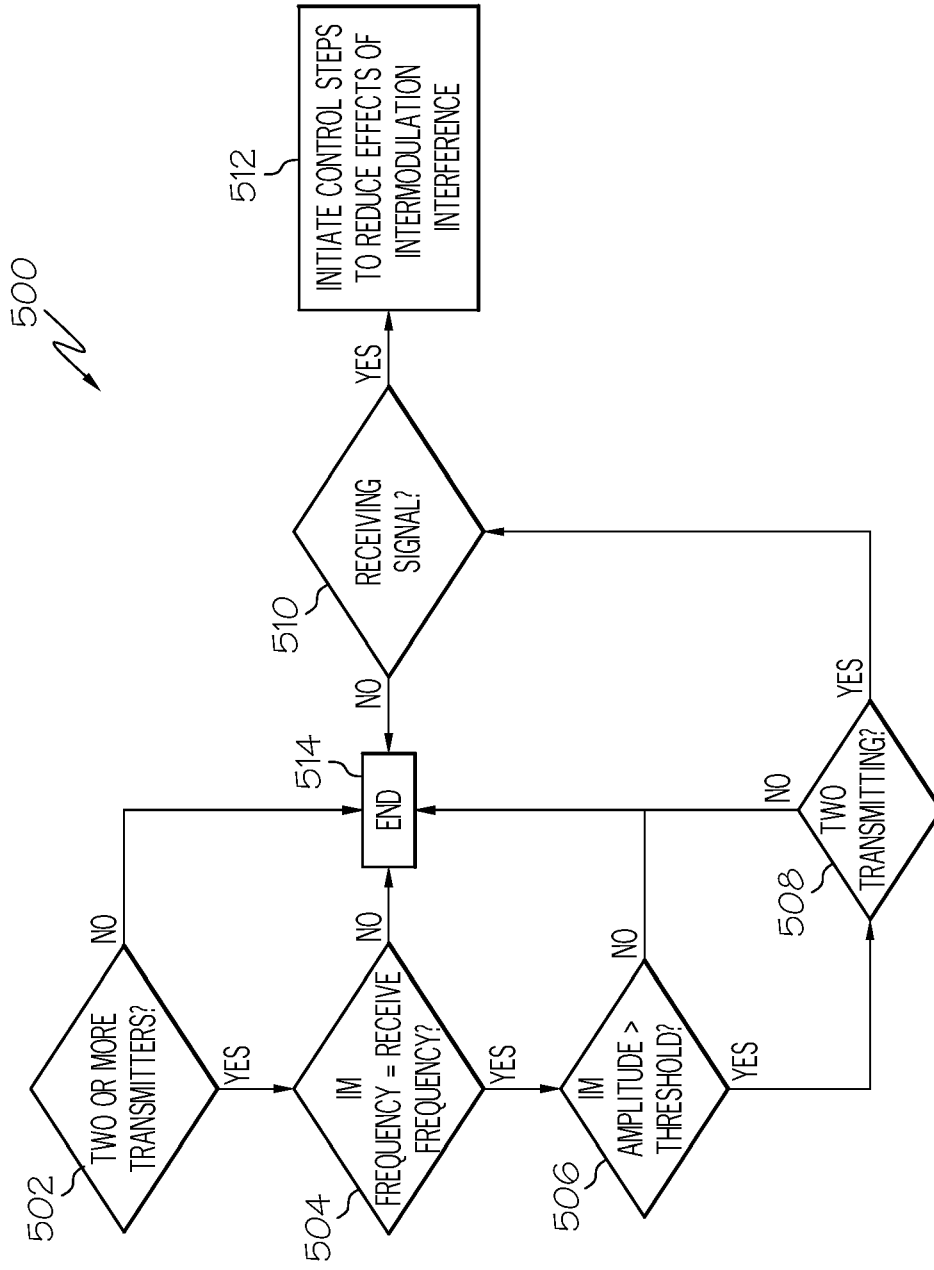 500
502
TWO OR MORE
TRANSMITTERS?
NO
YES
504
IM
FREQUENCY = RECEIVE
FREQUENCY?
NO
YES
506
IM
AMPLITUDE >
THRESHOLD?
NO
YES
508
TWO
TRANSMITTING?
NO
YES
510
RECEIVING
SIGNAL?
NO
YES
514
END
512
INITIATE CONTROL STEPS
TO REDUCE EFFECTS OF
INTERMODULATION
INTERFERENCE